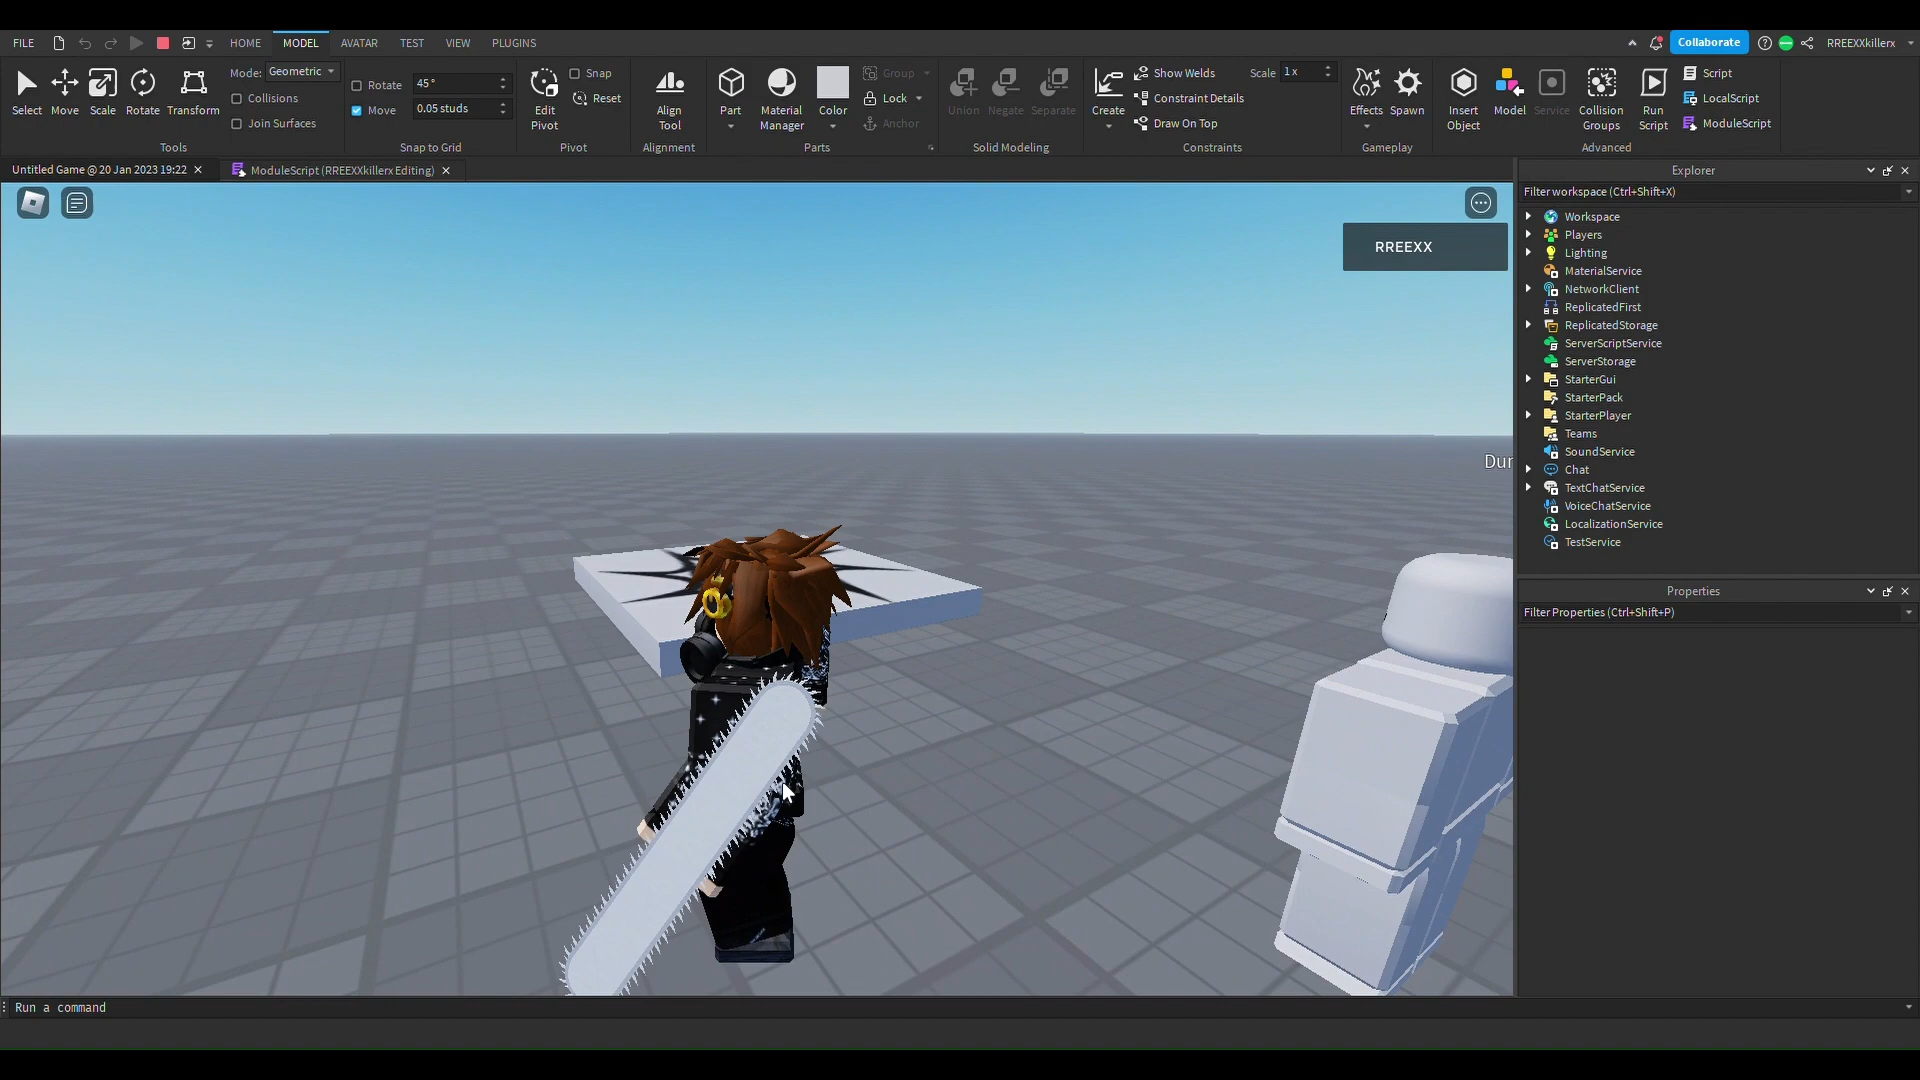 FILE HOME MODEL AVATAR TEST VIEW PLUGINS Collaborate RREEXXkillerx
Select Move Scale Rotate Transform
Mode: Geometric
Collisions
Join Surfaces
Tools
Rotate 45°
Move 0.05 studs
Snap to Grid
Edit Pivot
Snap
Reset
Pivot
Align Tool
Alignment
Part Material Manager Color
Group
Lock
Anchor
Parts
Union Negate Separate
Solid Modeling
Create
Show Welds
Scale 1x
Constraint Details
Draw On Top
Constraints
Effects Spawn
Gameplay
Insert Object Model Service Collision Groups Run Script
Script
LocalScript
ModuleScript
Advanced
Untitled Game @ 20 Jan 2023 19:22
ModuleScript (RREEXXkillerx Editing)
RREEXX
Dum
Explorer
Filter workspace (Ctrl+Shift+X)
Workspace
Players
Lighting
MaterialService
NetworkClient
ReplicatedFirst
ReplicatedStorage
ServerScriptService
ServerStorage
StarterGui
StarterPack
StarterPlayer
Teams
SoundService
Chat
TextChatService
VoiceChatService
LocalizationService
TestService
Properties
Filter Properties (Ctrl+Shift+P)
Run a command